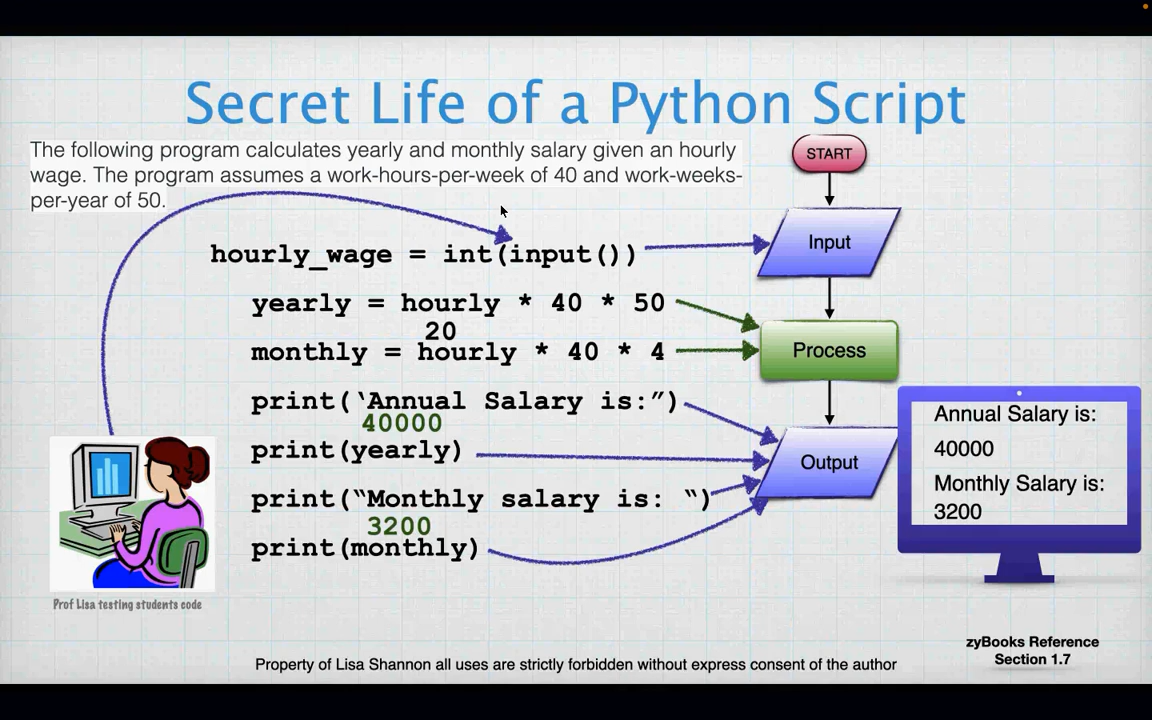 Secret Life of a Python Script
The following program calculates yearly and monthly salary given an hourly
wage. The program assumes a work-hours-per-week of 40 and work-weeks-
per-year of 50.
START
hourly_wage = int(input())
Input
yearly = hourly * 40 * 50
20
monthly = hourly * 40 * 4
Process
print(‘Annual Salary is:”)
40000
print(yearly)
Output
print(“Monthly salary is: “)
3200
print(monthly)
Annual Salary is:
40000
Monthly Salary is:
3200
Prof Lisa testing students code
zyBooks Reference
Section 1.7
Property of Lisa Shannon all uses are strictly forbidden without express consent of the author